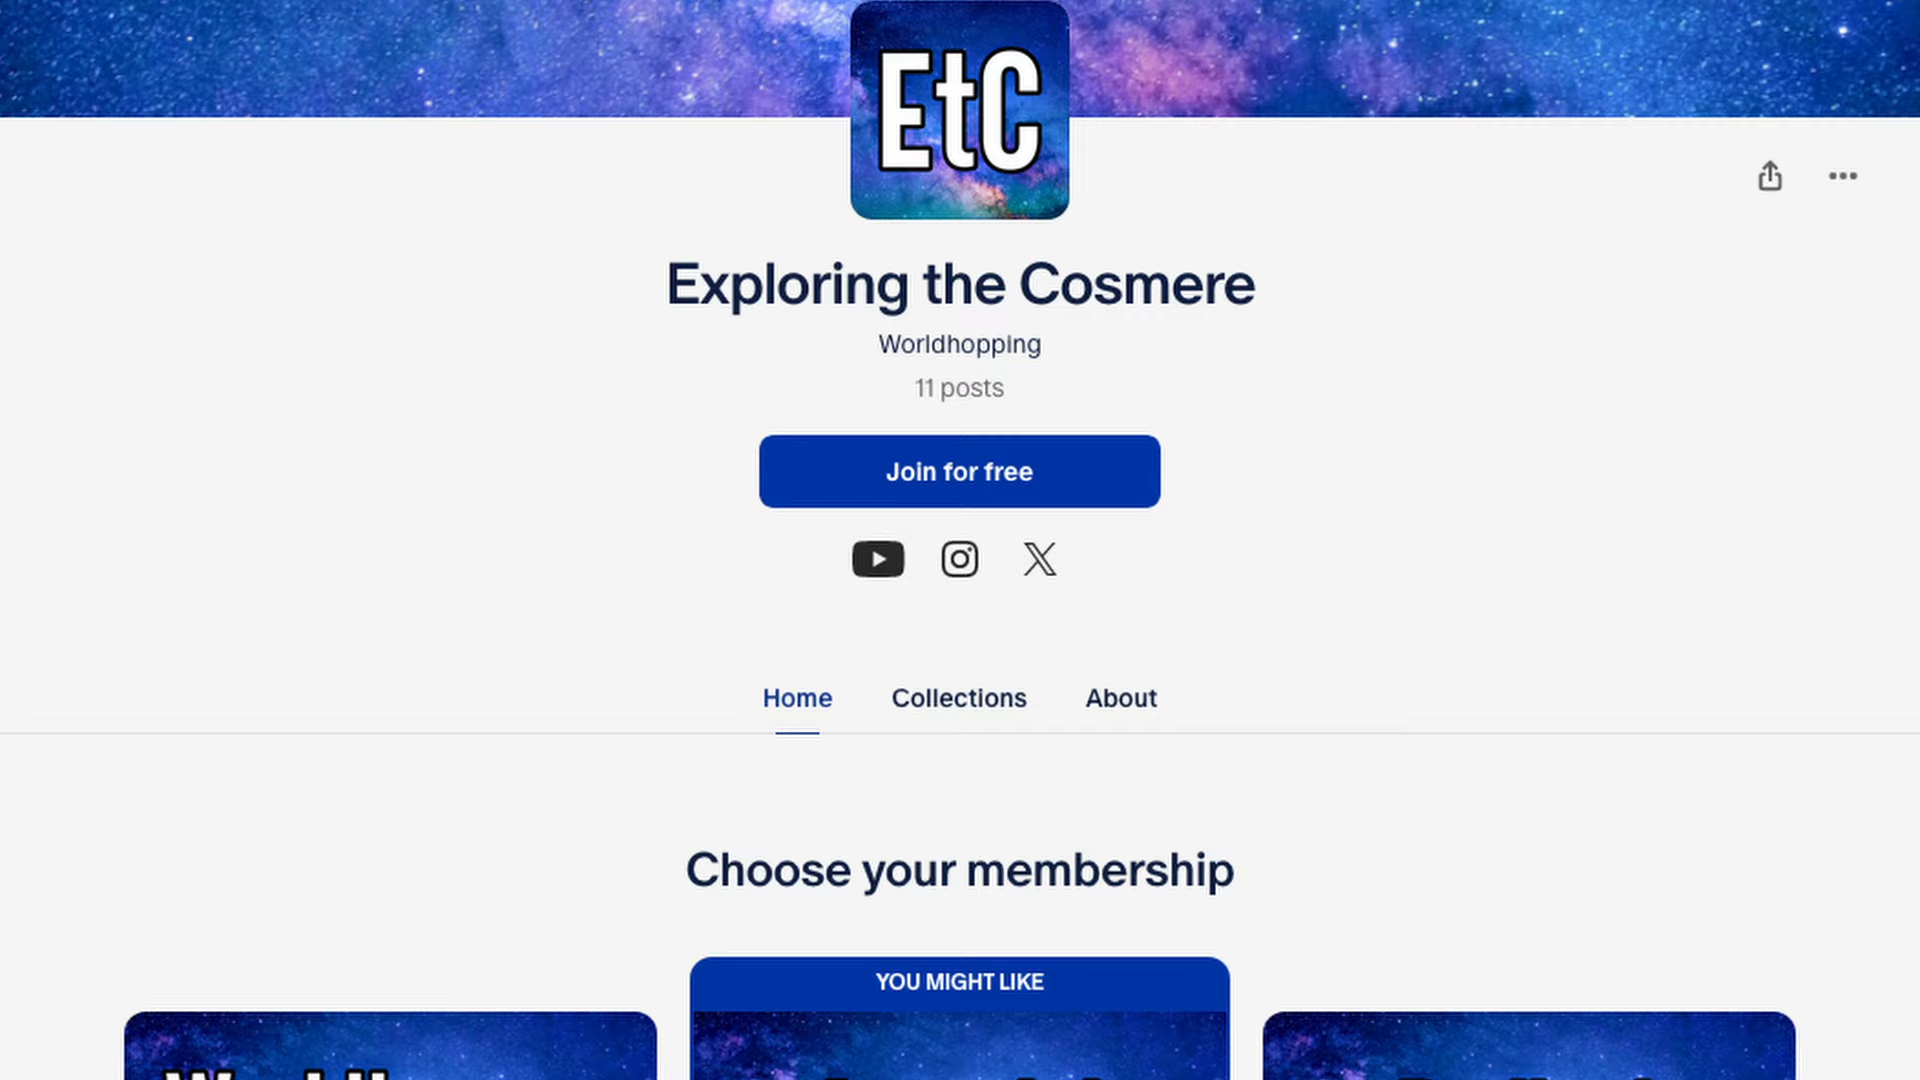 EtC
Exploring the Cosmere
Worldhopping
11 posts
Join for free
Home Collections About
Choose your membership
YOU MIGHT LIKE